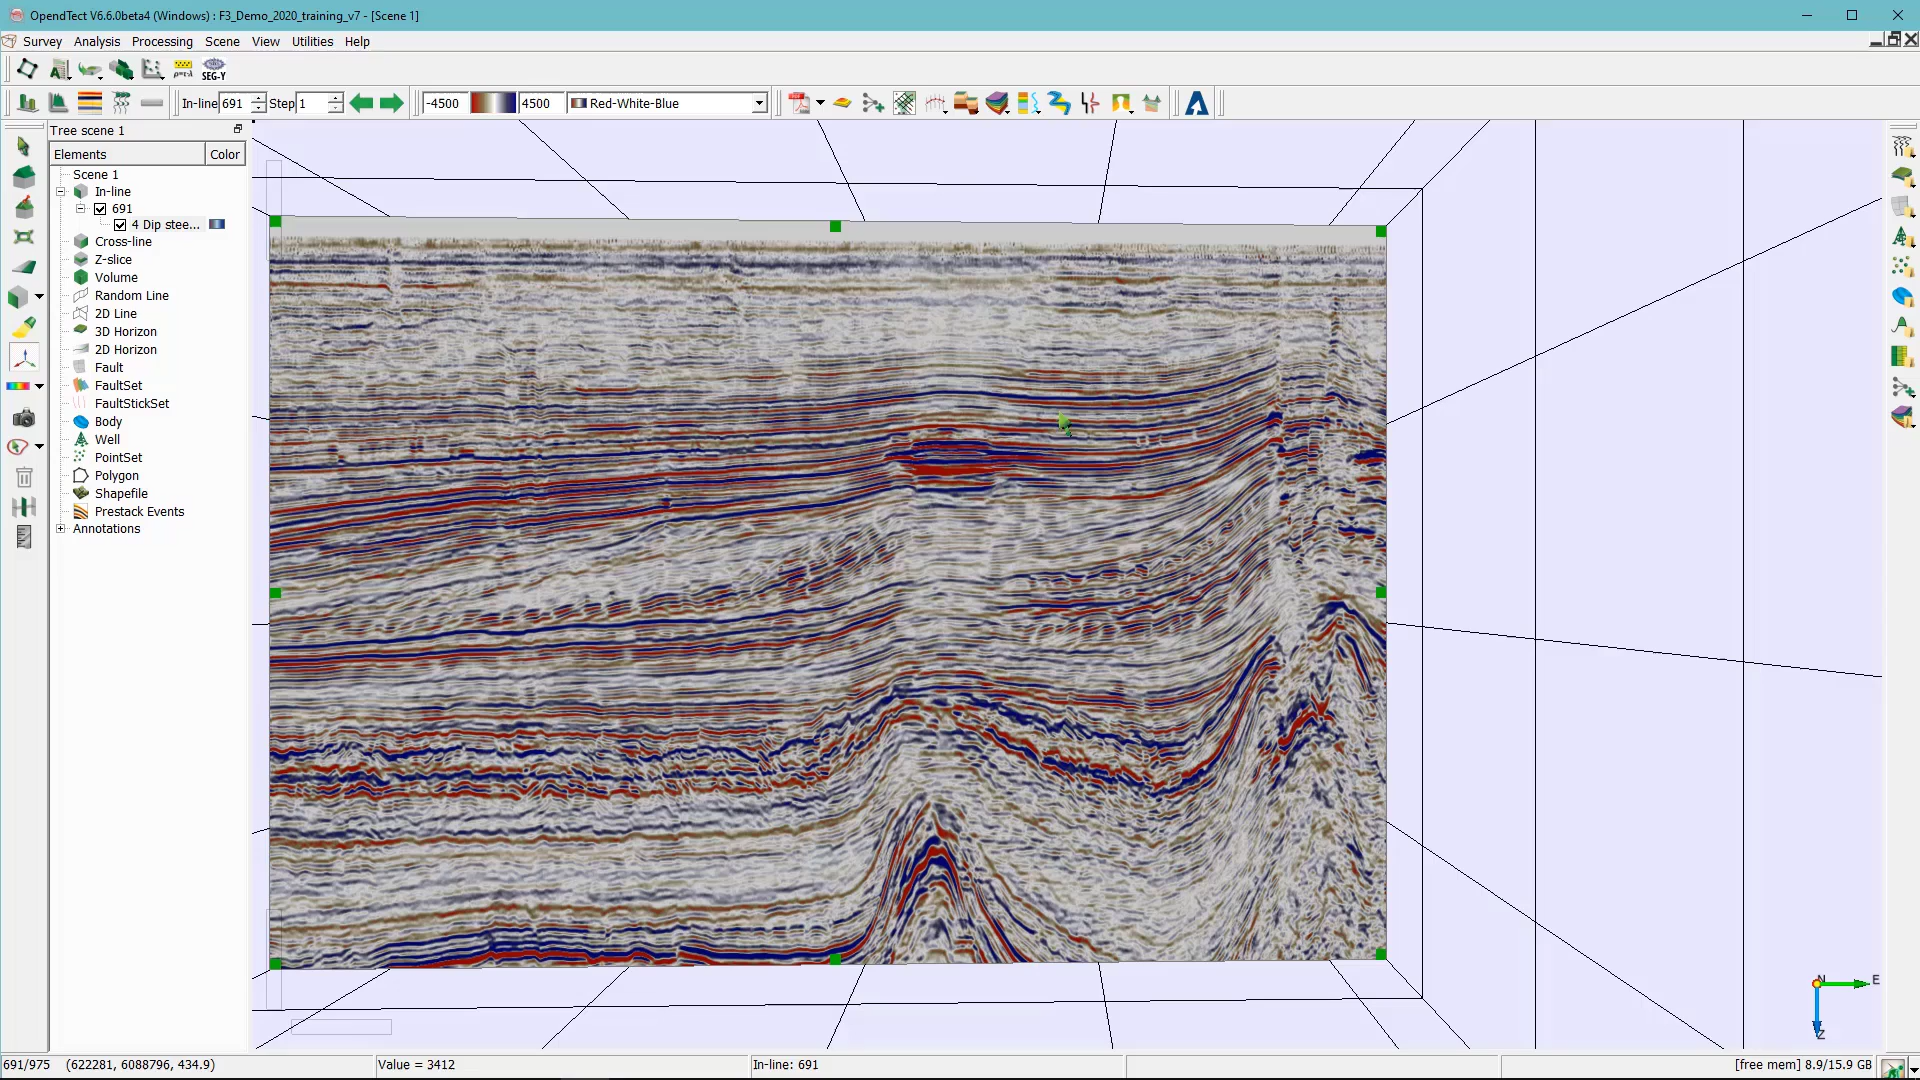 OpendTect V6.6.0beta4 (Windows) : F3_Demo_2020_training_v7 - [Scene 1]
Survey Analysis Processing Scene View Utilities Help
SEG-Y
In-line 691 Step 1 -4500 4500 Red-White-Blue
Tree scene 1
Elements Color
Scene 1
In-line
691
4 Dip stee...
Cross-line
Z-slice
Volume
Random Line
2D Line
3D Horizon
2D Horizon
Fault
FaultSet
FaultStickSet
Body
Well
PointSet
Polygon
Shapefile
Prestack Events
Annotations
N E
Z
691/975 (622281, 6088796, 434.9) Value = 3412 In-line: 691 [free mem] 8.9/15.9 GB